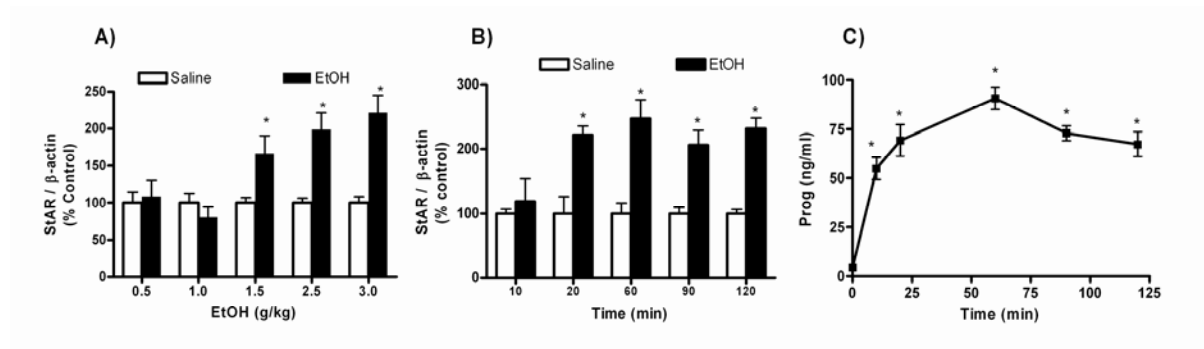 A)
Saline EtOH
StAR / β-actin
(% Control)
250
200
150
100
50
0
* * *
0.5 1.0 1.5 2.5 3.0
EtOH (g/kg)
B)
Saline EtOH
StAR / β-actin
(% control)
300
200
100
0
* * * *
10 20 60 90 120
Time (min)
C)
Prog (ng/ml)
100
75
50
25
0
* * * * *
0 25 50 75 100 125
Time (min)